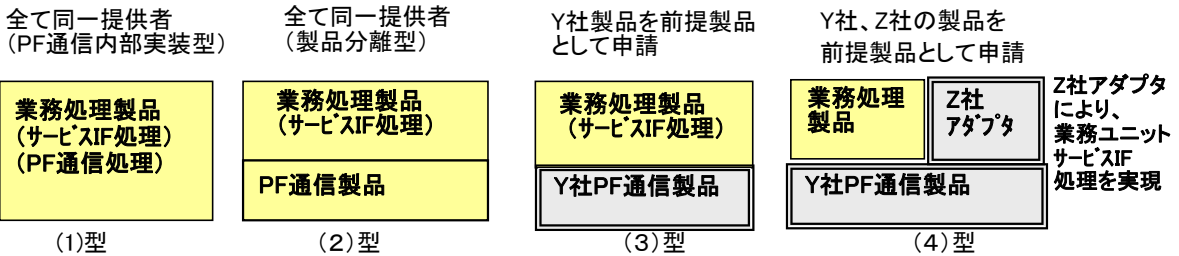 全て同一提供者
(PF通信内部実装型)
業務処理製品
(サービスIF処理)
(PF通信処理)
(1)型
全て同一提供者
(製品分離型)
業務処理製品
(サービスIF処理)
PF通信製品
(2)型
Y社製品を前提製品
として申請
業務処理製品
(サービスIF処理)
Y社PF通信製品
(3)型
Y社、Z社の製品を
前提製品として申請
業務処理
製品
Z社
アダプタ
Y社PF通信製品
Z社アダプタ
により、
業務ユニット
サービスIF
処理を実現
(4)型